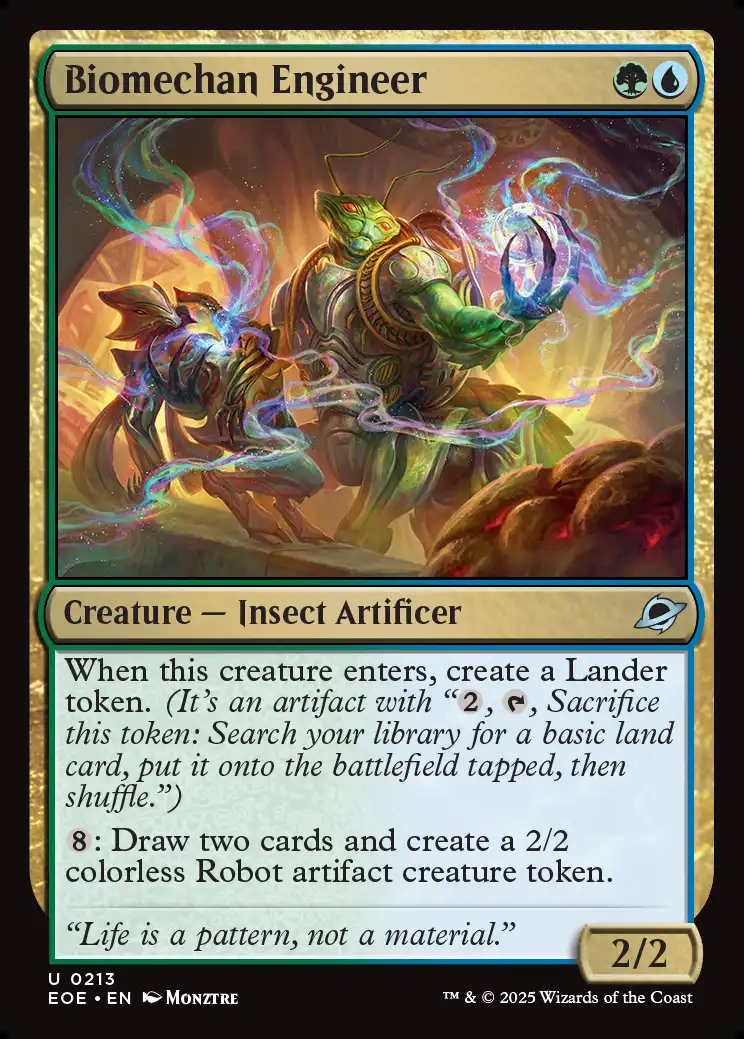 Biomechan Engineer
Creature — Insect Artificer
When this creature enters, create a Lander
token. (It's an artifact with “2, , Sacrifice
this token: Search your library for a basic land
card, put it onto the battlefield tapped, then
shuffle.”)
8: Draw two cards and create a 2/2
colorless Robot artifact creature token.
“Life is a pattern, not a material.”
2/2
U 0213
EOE • EN Monztre
™ & © 2025 Wizards of the Coast